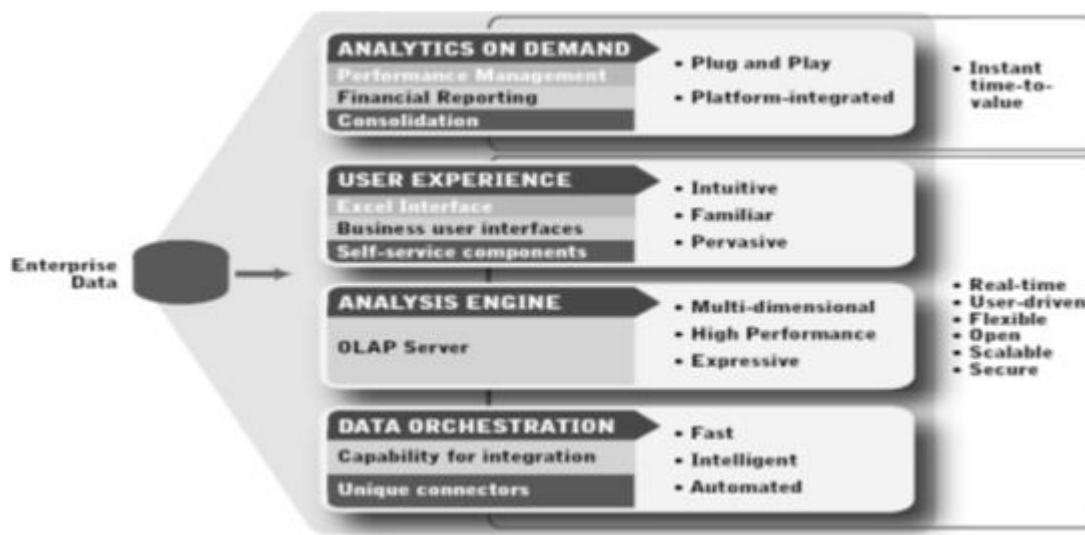 Enterprise
Data
ANALYTICS ON DEMAND
Performance Management
Financial Reporting
Consolidation
• Plug and Play
• Platform-integrated
• Instant
time-to-
value
USER EXPERIENCE
Excel Interface
Business user interfaces
Self-service components
• Intuitive
• Familiar
• Pervasive
ANALYSIS ENGINE
OLAP Server
• Multi-dimensional
• High Performance
• Expressive
• Real-time
• User-driven
• Flexible
• Open
• Scalable
• Secure
DATA ORCHESTRATION
Capability for integration
Unique connectors
• Fast
• Intelligent
• Automated